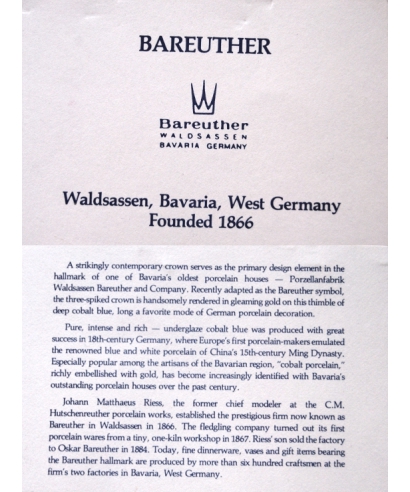 BAREUTHER
Bareuther
WALDSASSEN
BAVARIA GERMANY
Waldsassen, Bavaria, West Germany
Founded 1866
A strikingly contemporary crown serves as the primary design element in the
hallmark of one of Bavaria's oldest porcelain houses — Porzellanfabrik
Waldsassen Bareuther and Company. Recently adapted as the Bareuther symbol,
the three-spiked crown is handsomely rendered in gleaming gold on this thimble of
deep cobalt blue, long a favorite mode of German porcelain decoration.
Pure, intense and rich — underglaze cobalt blue was produced with great
success in 18th-century Germany, where Europe's first porcelain-makers emulated
the renowned blue and white porcelain of China's 15th-century Ming Dynasty.
Especially popular among the artisans of the Bavarian region, "cobalt porcelain,"
richly embellished with gold, has become increasingly identified with Bavaria's
outstanding porcelain houses over the past century.
Johann Matthaeus Riess, the former chief modeler at the C.M.
Hutschenreuther porcelain works, established the prestigious firm now known as
Bareuther in Waldsassen in 1866. The fledgling company turned out its first
porcelain wares from a tiny, one-kiln workshop in 1867. Riess' son sold the factory
to Oskar Bareuther in 1884. Today, fine dinnerware, vases and gift items bearing
the Bareuther hallmark are produced by more than six hundred craftsmen at the
firm's two factories in Bavaria, West Germany.